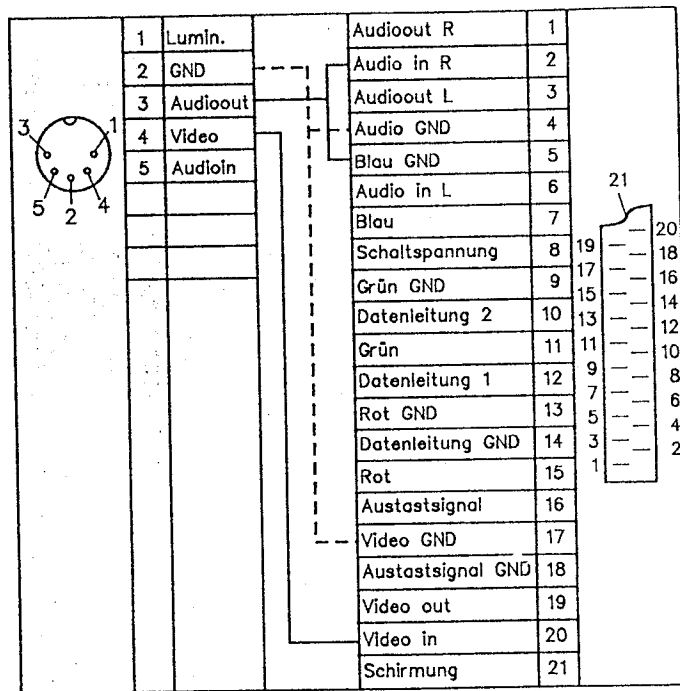 1 Lumin.
2 GND
3 Audioout
4 Video
5 Audioin
3 1
5 4
2
Audioout R 1
Audio in R 2
Audioout L 3
Audio GND 4
Blau GND 5
Audio in L 6
Blau 7
Schaltspannung 8
Grün GND 9
Datenleitung 2 10
Grün 11
Datenleitung 1 12
Rot GND 13
Datenleitung GND 14
Rot 15
Austastsignal 16
Video GND 17
Austastsignal GND 18
Video out 19
Video in 20
Schirmung 21
21
20
19
18
17
16
15
14
13
12
11
10
9
8
7
6
5
4
3
2
1